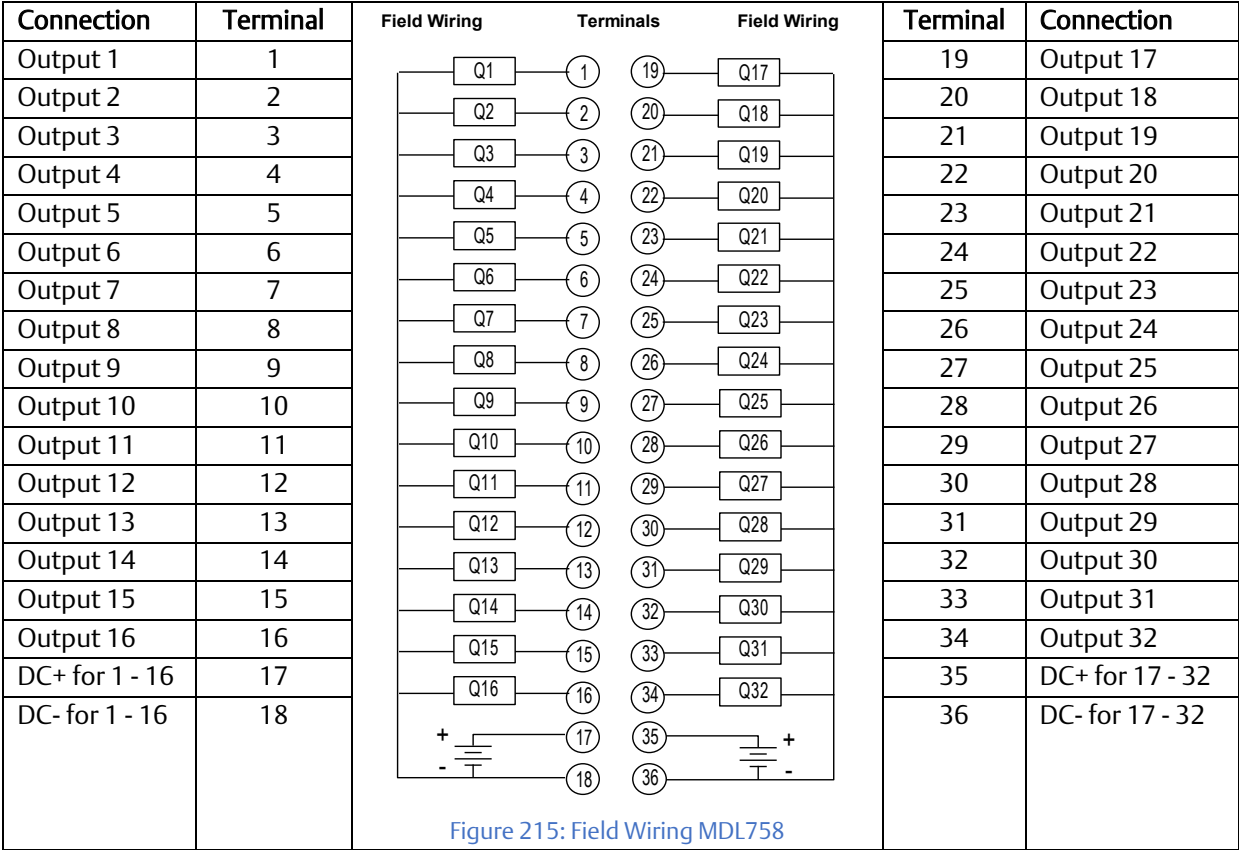 Connection Terminal Field Wiring Terminals Field Wiring Terminal Connection
Output 1 1 Q1 1 19 Q17 19 Output 17
Output 2 2 Q2 2 20 Q18 20 Output 18
Output 3 3 Q3 3 21 Q19 21 Output 19
Output 4 4 Q4 4 22 Q20 22 Output 20
Output 5 5 Q5 5 23 Q21 23 Output 21
Output 6 6 Q6 6 24 Q22 24 Output 22
Output 7 7 Q7 7 25 Q23 25 Output 23
Output 8 8 Q8 8 26 Q24 26 Output 24
Output 9 9 Q9 9 27 Q25 27 Output 25
Output 10 10 Q10 10 28 Q26 28 Output 26
Output 11 11 Q11 11 29 Q27 29 Output 27
Output 12 12 Q12 12 30 Q28 30 Output 28
Output 13 13 Q13 13 31 Q29 31 Output 29
Output 14 14 Q14 14 32 Q30 32 Output 30
Output 15 15 Q15 15 33 Q31 33 Output 31
Output 16 16 Q16 16 34 Q32 34 Output 32
DC+ for 1 - 16 17 + 17 35 + 35 DC+ for 17 - 32
DC- for 1 - 16 18 - 18 36 - 36 DC- for 17 - 32
Figure 215: Field Wiring MDL758